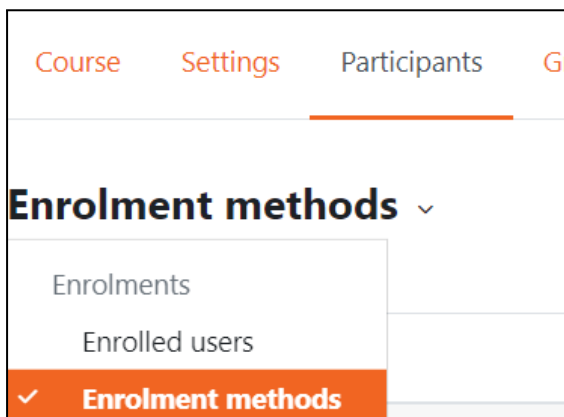 Course Settings Participants G
Enrolment methods
Enrolments
Enrolled users
Enrolment methods